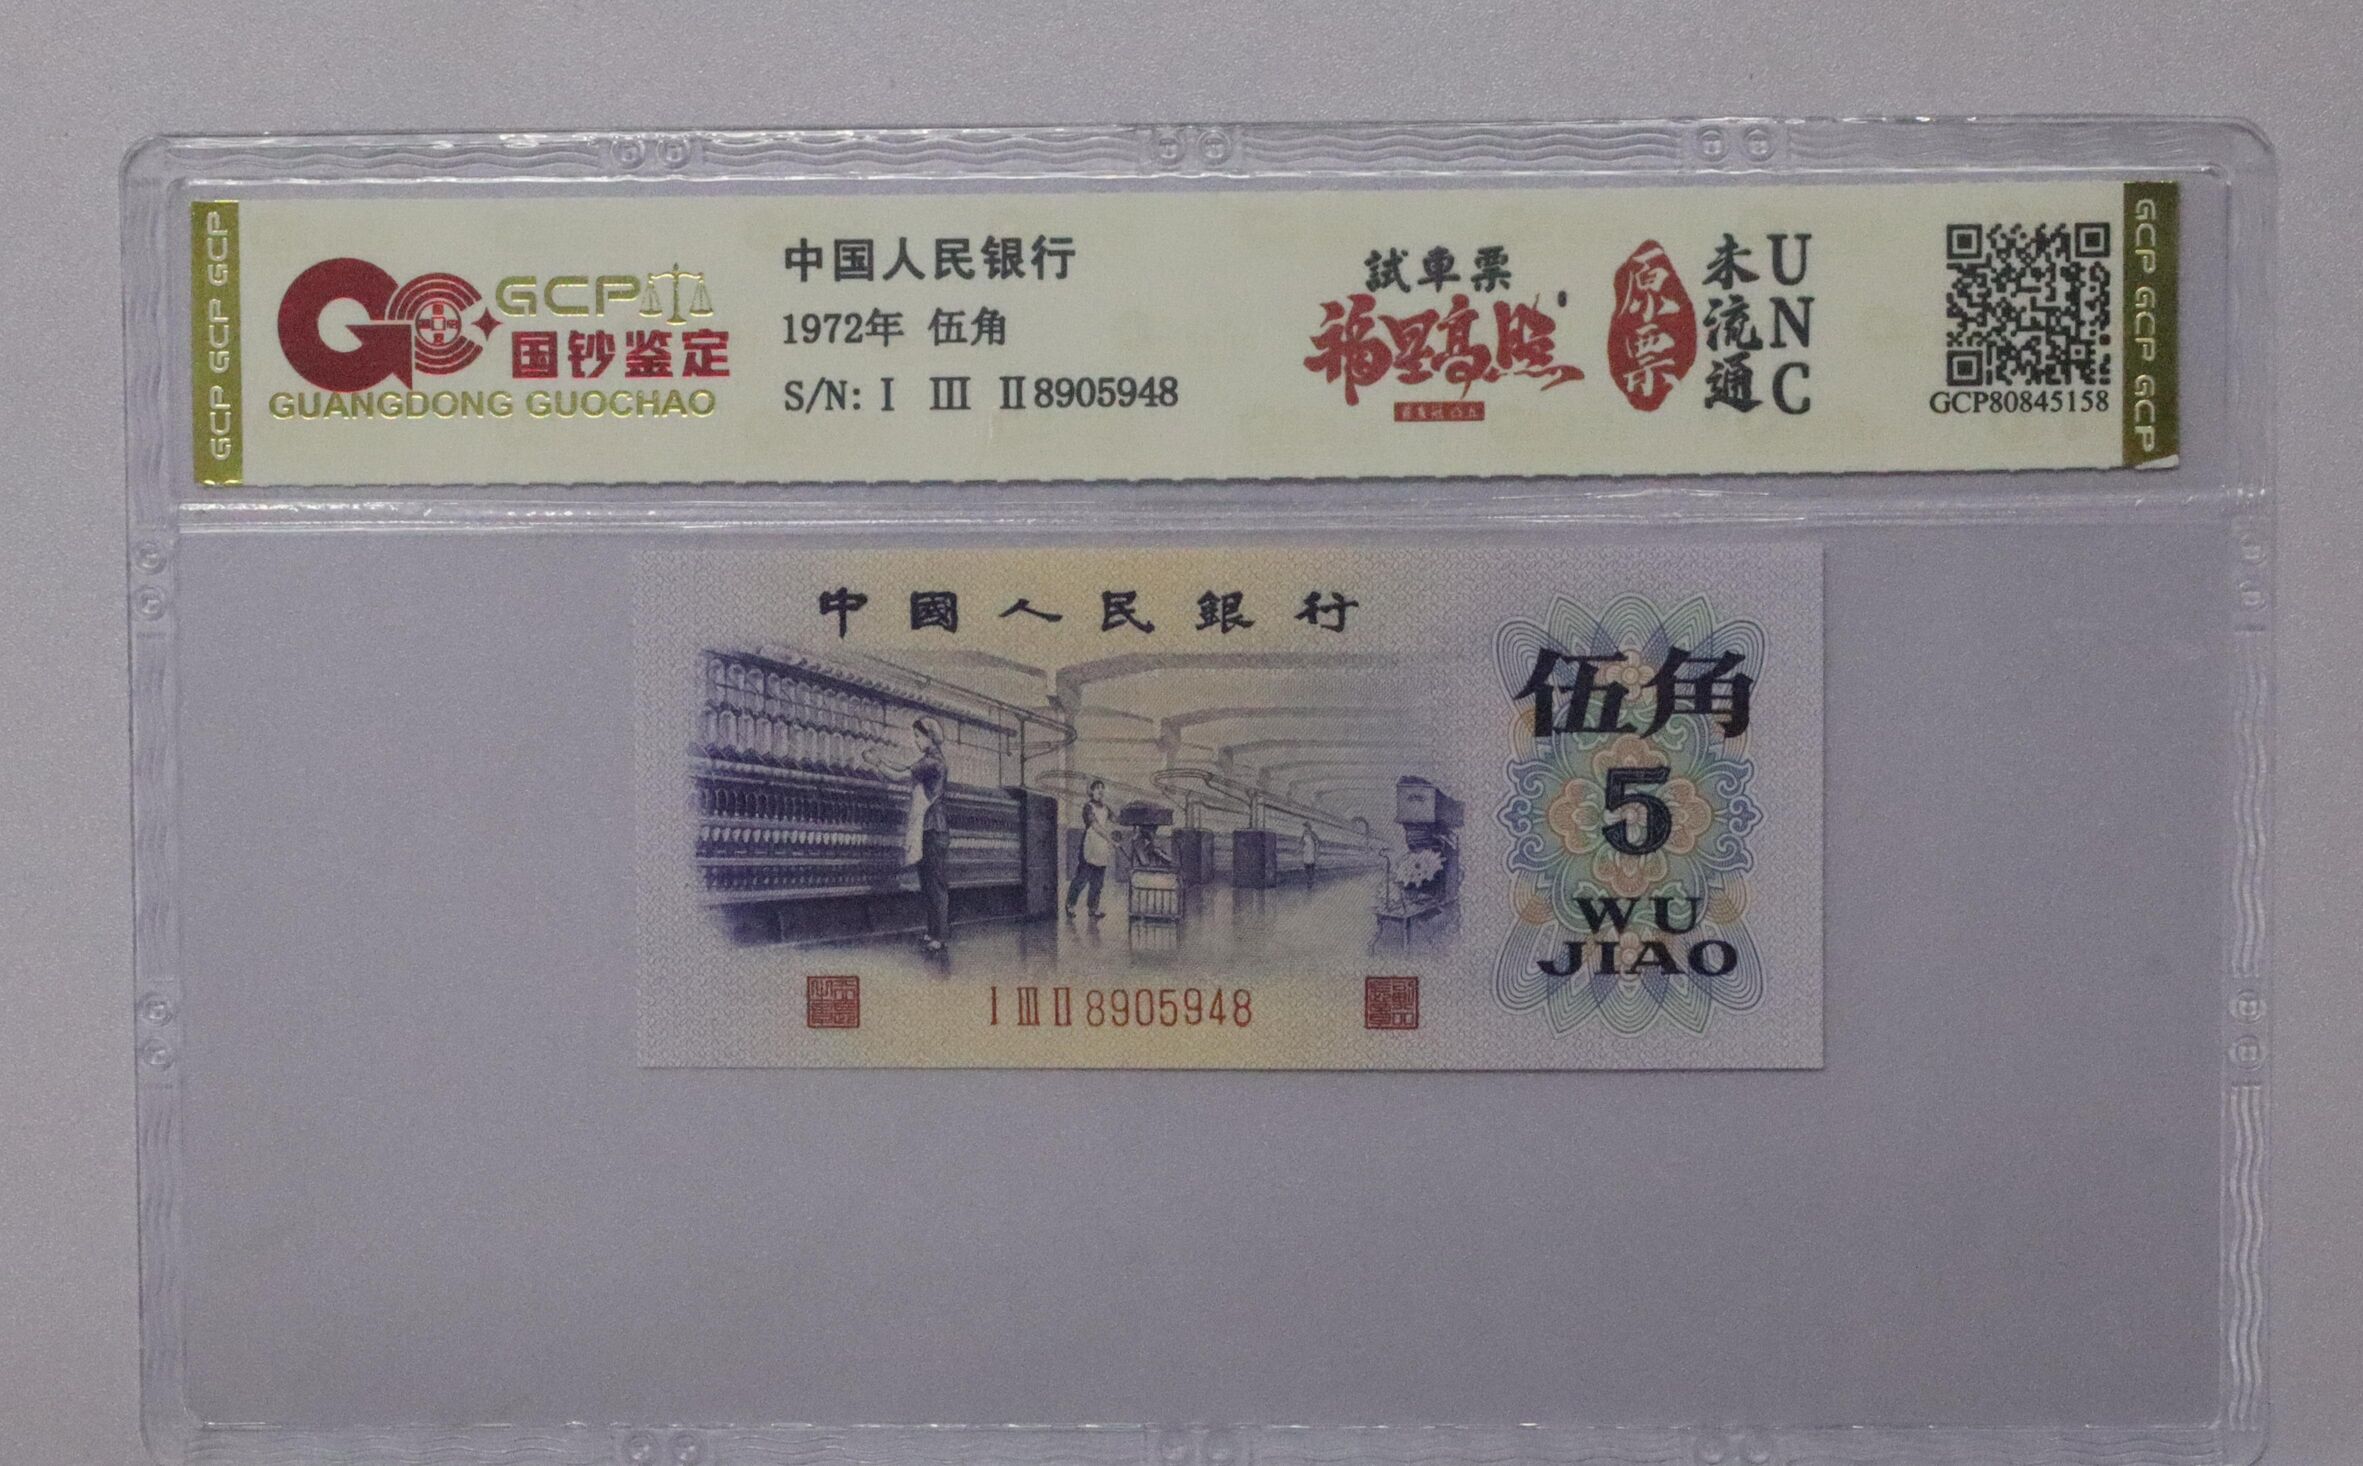 GCP GCP GCP
GCP
国钞鉴定
GUANGDONG GUOCHAO
中国人民银行
1972年 伍角
S/N: I III II 8905948
試車票
福星高照
原票
未流通
UNC
GCP80845158
GCP GCP GCP
中國人民銀行
伍角
5
WU
JIAO
I III II 8905948